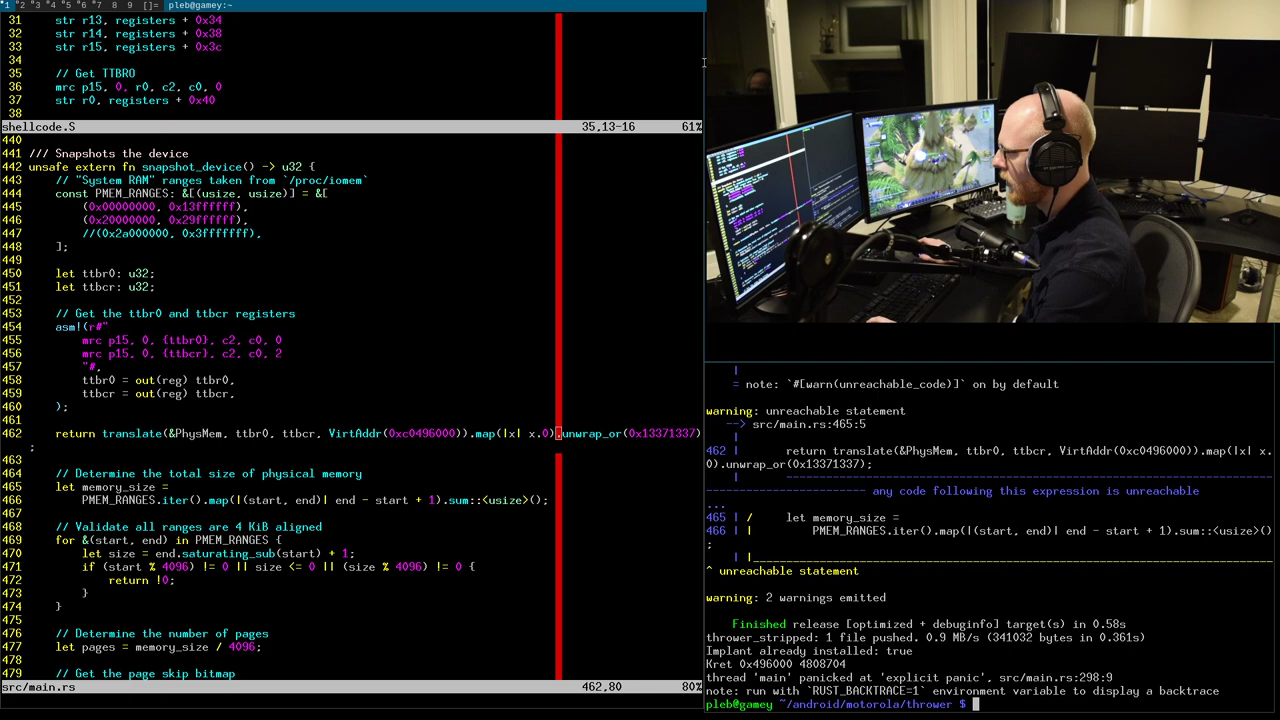 1 2 3 4 5 6 7 8 9 []= pleb@gamey:~
31 str r13, registers + 0x34
32 str r14, registers + 0x38
33 str r15, registers + 0x3c
34
35 // Get TTBR0
36 mrc p15, 0, r0, c2, c0, 0
37 str r0, registers + 0x40
38
shellcode.S 35,13-16 61%
440
441 /// Snapshots the device
442 unsafe extern fn snapshot_device() -> u32 {
443 // "System RAM" ranges taken from `/proc/iomem`
444 const PMEM_RANGES: &[(usize, usize)] = &[
445 (0x00000000, 0x13ffffff),
446 (0x20000000, 0x29ffffff),
447 //(0x2a000000, 0x3fffffff),
448 ];
449
450 let ttbr0: u32;
451 let ttbcr: u32;
452
453 // Get the ttbr0 and ttbcr registers
454 asm!(r#"
455 mrc p15, 0, {ttbr0}, c2, c0, 0
456 mrc p15, 0, {ttbcr}, c2, c0, 2
457 "#,
458 ttbr0 = out(reg) ttbr0,
459 ttbcr = out(reg) ttbcr,
460 );
461
462 return translate(&PhysMem, ttbr0, ttbcr, VirtAddr(0xc0496000)).map(|x| x.0).unwrap_or(0x13371337)
;
463
464 // Determine the total size of physical memory
465 let memory_size =
466 PMEM_RANGES.iter().map(|(start, end)| end - start + 1).sum::<usize>();
467
468 // Validate all ranges are 4 KiB aligned
469 for &(start, end) in PMEM_RANGES {
470 let size = end.saturating_sub(start) + 1;
471 if (start % 4096) != 0 || size <= 0 || (size % 4096) != 0 {
472 return !0;
473 }
474 }
475
476 // Determine the number of pages
477 let pages = memory_size / 4096;
478
479 // Get the page skip bitmap
src/main.rs 462,80 80%
|
= note: `#[warn(unreachable_code)]` on by default
warning: unreachable statement
--> src/main.rs:465:5
|
462 | return translate(&PhysMem, ttbr0, ttbcr, VirtAddr(0xc0496000)).map(|x| x.
0).unwrap_or(0x13371337);
| ---------------------------------------------------------------
---------------------- any code following this expression is unreachable
...
465 | / let memory_size =
466 | | PMEM_RANGES.iter().map(|(start, end)| end - start + 1).sum::<usize>()
;
| |______________________________________________________________________
^ unreachable statement
warning: 2 warnings emitted
Finished release [optimized + debuginfo] target(s) in 0.58s
thrower_stripped: 1 file pushed. 0.9 MB/s (341032 bytes in 0.361s)
Implant already installed: true
Kret 0x496000 4808704
thread 'main' panicked at 'explicit panic', src/main.rs:298:9
note: run with `RUST_BACKTRACE=1` environment variable to display a backtrace
pleb@gamey ~/android/motorola/thrower $